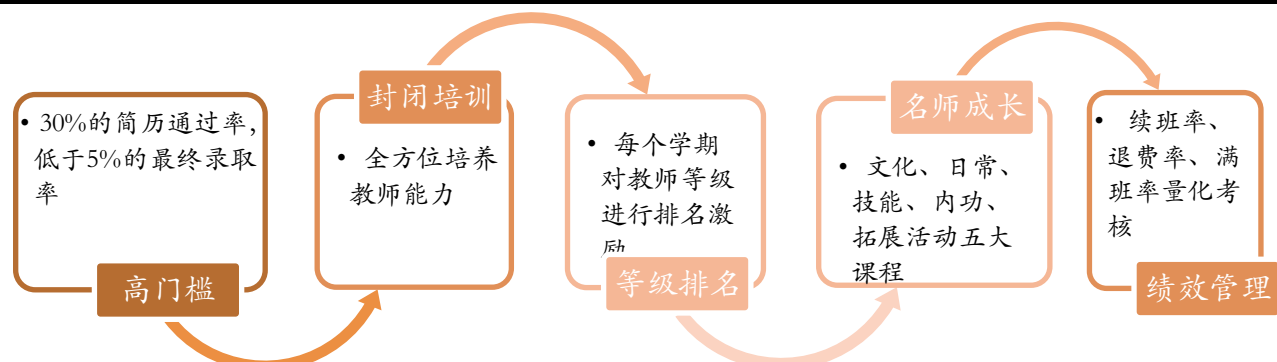 • 30%的简历通过率,
低于5%的最终录取
率
高门槛
封闭培训
• 全方位培养
教师能力
• 每个学期
对教师等级
进行排名激
励
等级排名
名师成长
• 文化、日常、
技能、内功、
拓展活动五大
课程
• 续班率、
退费率、满
班率量化考
核
绩效管理